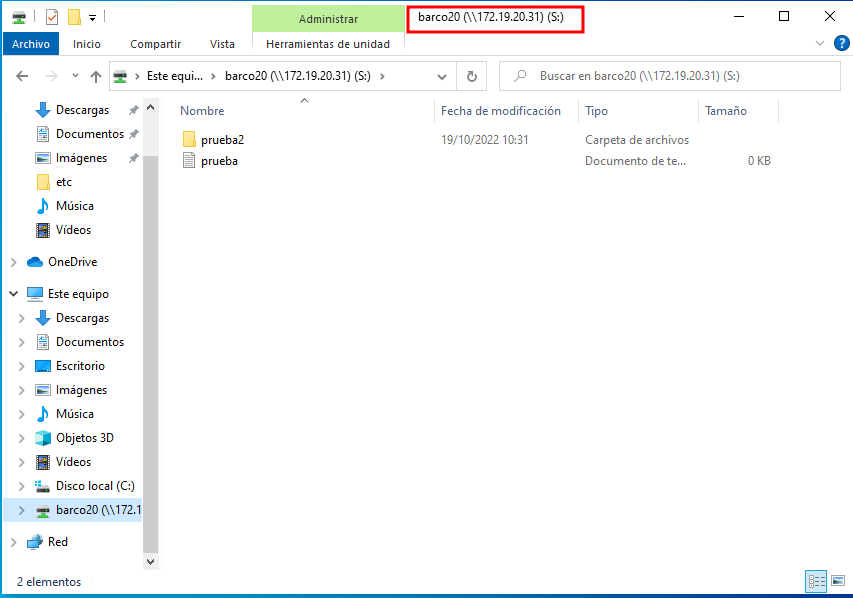 barco20 (\\172.19.20.31) (S:)
Administrar
Archivo Inicio Compartir Vista Herramientas de unidad
Este equi... barco20 (\\172.19.20.31) (S:)
Buscar en barco20 (\\172.19.20.31) (S:)
Descargas
Documentos
Imágenes
etc
Música
Vídeos
OneDrive
Este equipo
Descargas
Documentos
Escritorio
Imágenes
Música
Objetos 3D
Vídeos
Disco local (C:)
barco20 (\\172.1
Red
Nombre Fecha de modificación Tipo Tamaño
prueba2 19/10/2022 10:31 Carpeta de archivos
prueba Documento de te... 0 KB
2 elementos